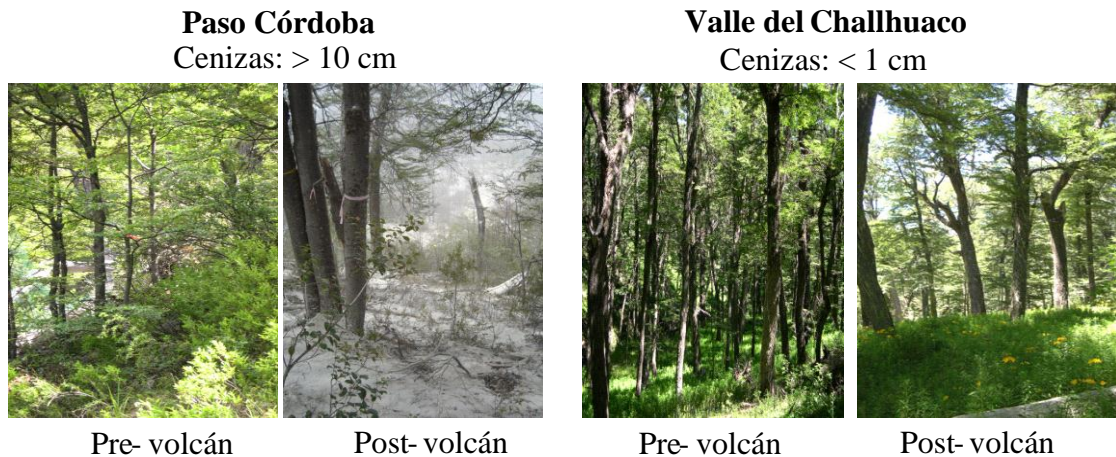 Paso Córdoba
Cenizas: > 10 cm
Valle del Challhuaco
Cenizas: < 1 cm
Pre- volcán
Post- volcán
Pre- volcán
Post- volcán